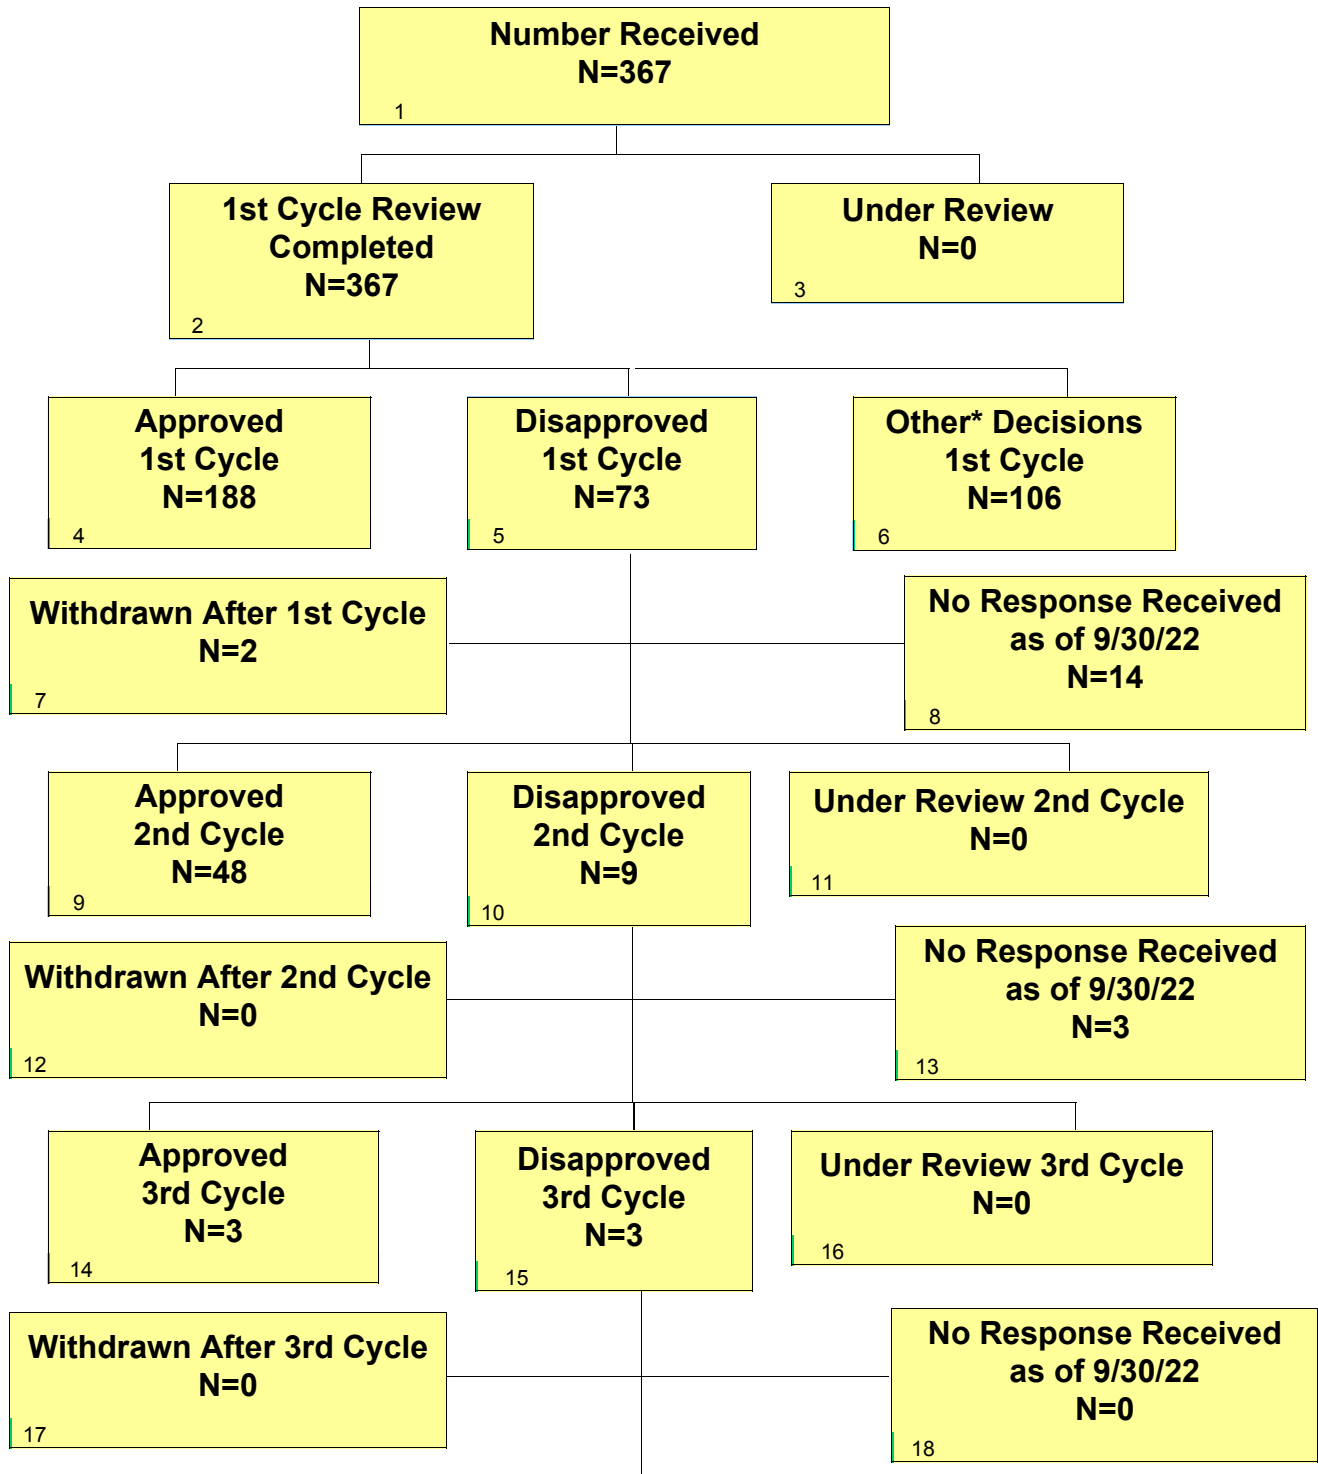 Number Received
N=367
1
1st Cycle Review
Completed
N=367
2
Under Review
N=0
3
Approved
1st Cycle
N=188
4
Disapproved
1st Cycle
N=73
5
Other* Decisions
1st Cycle
N=106
6
Withdrawn After 1st Cycle
N=2
7
No Response Received
as of 9/30/22
N=14
8
Approved
2nd Cycle
N=48
9
Disapproved
2nd Cycle
N=9
10
Under Review 2nd Cycle
N=0
11
Withdrawn After 2nd Cycle
N=0
12
No Response Received
as of 9/30/22
N=3
13
Approved
3rd Cycle
N=3
14
Disapproved
3rd Cycle
N=3
15
Under Review 3rd Cycle
N=0
16
Withdrawn After 3rd Cycle
N=0
17
No Response Received
as of 9/30/22
N=0
18